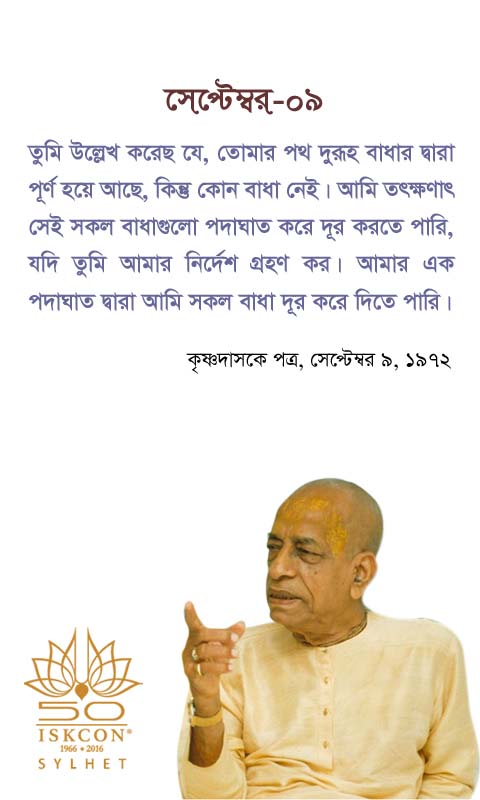 সেপ্টেম্বর-০৯
তুমি উল্লেখ করেছ যে, তোমার পথ দুরূহ বাধার দ্বারা
পূর্ণ হয়ে আছে, কিন্তু কোন বাধা নেই। আমি তৎক্ষণাৎ
সেই সকল বাধাগুলো পদাঘাত করে দূর করতে পারি,
যদি তুমি আমার নির্দেশ গ্রহণ কর। আমার এক
পদাঘাত দ্বারা আমি সকল বাধা দূর করে দিতে পারি।
কৃষ্ণদাসকে পত্র, সেপ্টেম্বর ৯, ১৯৭২
50
ISKCON®
1966 • 2016
SYLHET